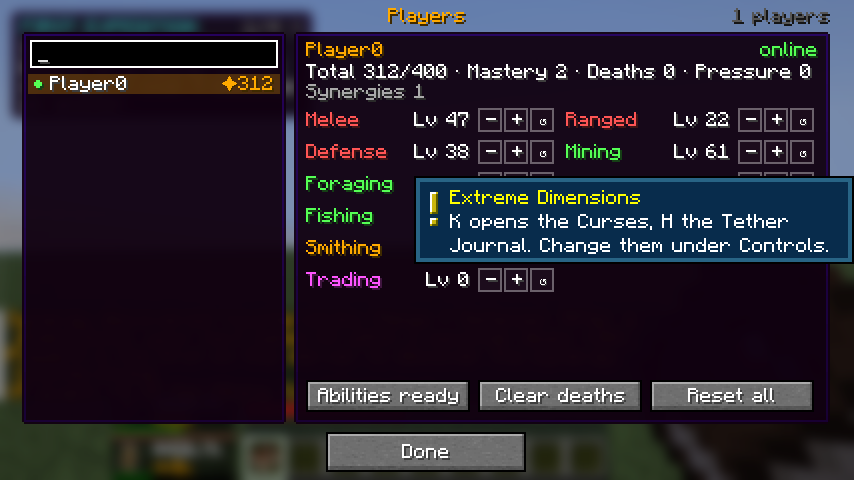 Players
1 players
_
Player0
312
Player0
online
Total 312/400 · Mastery 2 · Deaths 0 · Pressure 0
Synergies 1
Melee Lv 47 - + ↺ Ranged Lv 22 - + ↺
Defense Lv 38 - + ↺ Mining Lv 61 - + ↺
Foraging
Fishing
Smithing
Trading Lv 0 - + ↺
Extreme Dimensions
K opens the Curses, H the Tether
Journal. Change them under Controls.
Abilities ready
Clear deaths
Reset all
Done